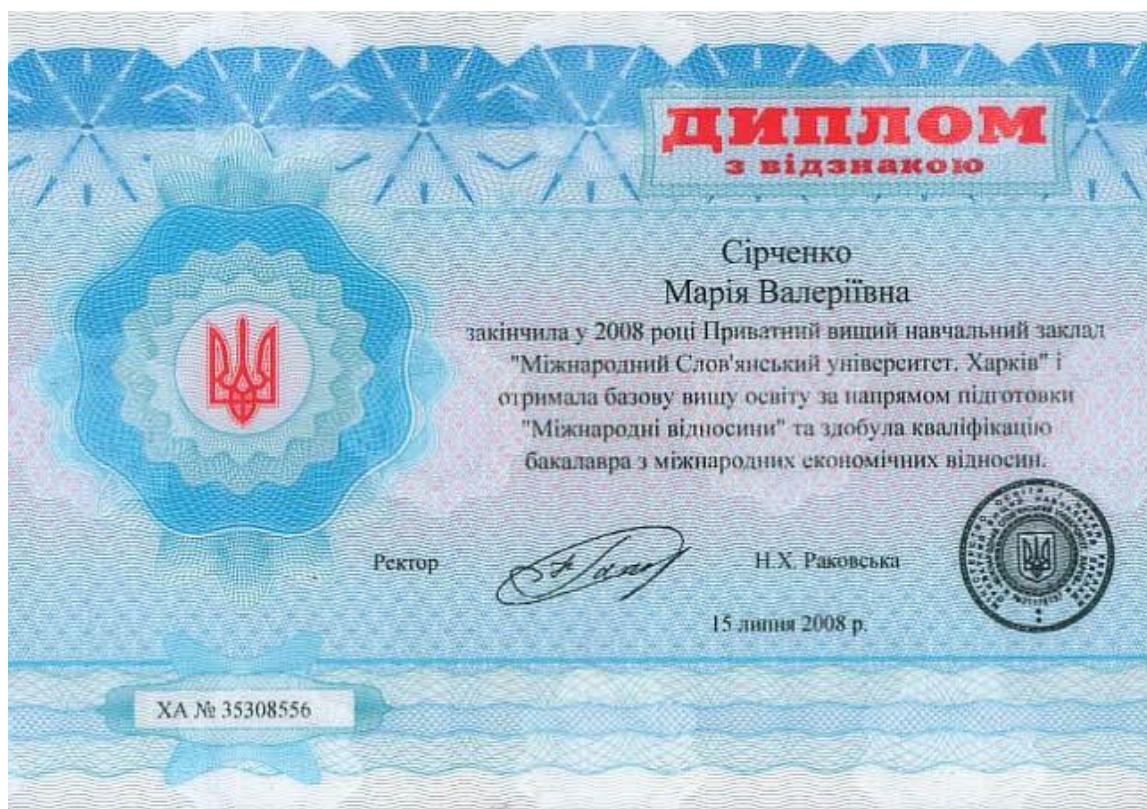 ДИПЛОМ
з відзнакою
Сірченко
Марія Валеріївна
закінчила у 2008 році Приватний вищий навчальний заклад
"Міжнародний Слов'янський університет. Харків" і
отримала базову вищу освіту за напрямом підготовки
"Міжнародні відносини" та здобула кваліфікацію
бакалавра з міжнародних економічних відносин.
Ректор
Н.Х. Раковська
15 липня 2008 р.
ХА № 35308556